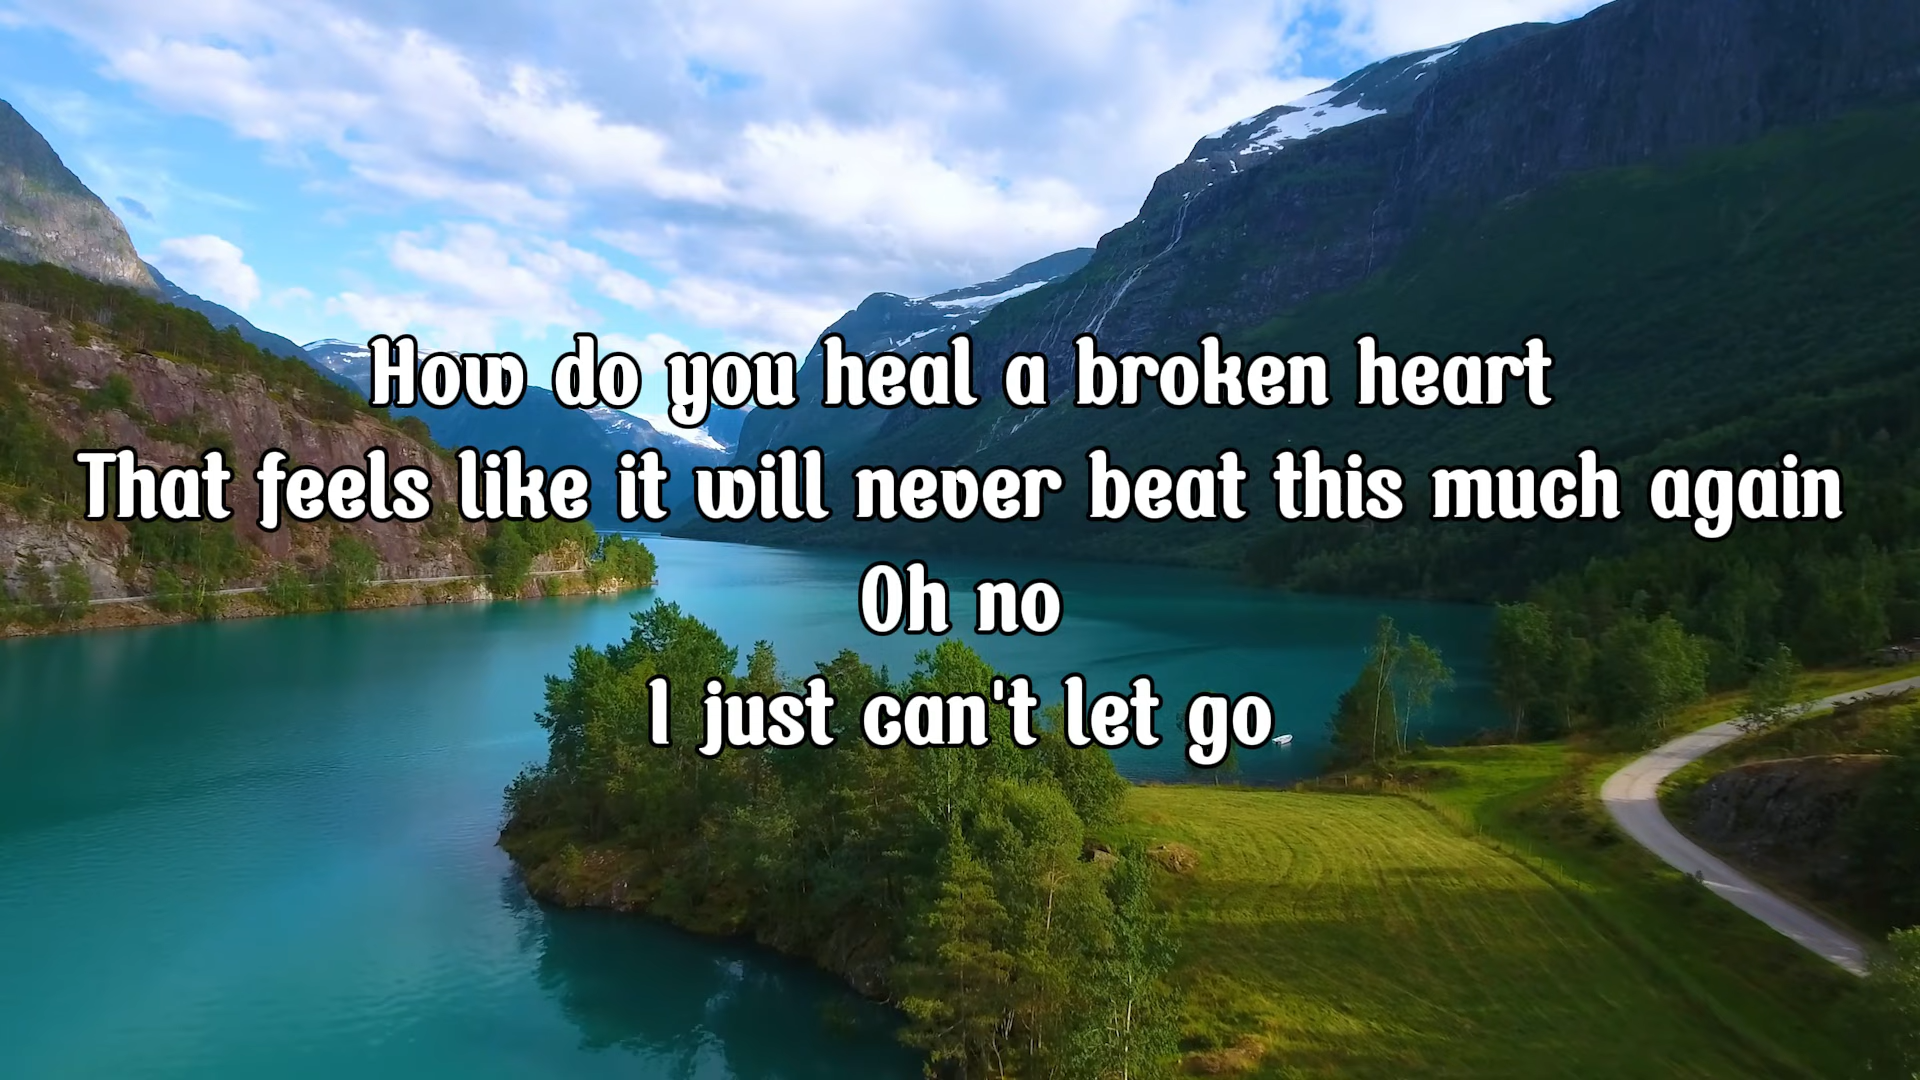 How do you heal a broken heart
That feels like it will never beat this much again
Oh no
I just can't let go